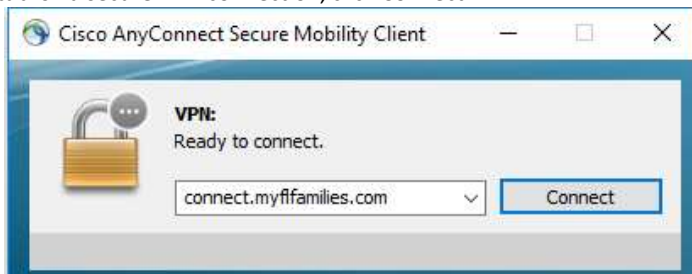 Cisco AnyConnect Secure Mobility Client
VPN:
Ready to connect.
connect.myflfamilies.com
Connect